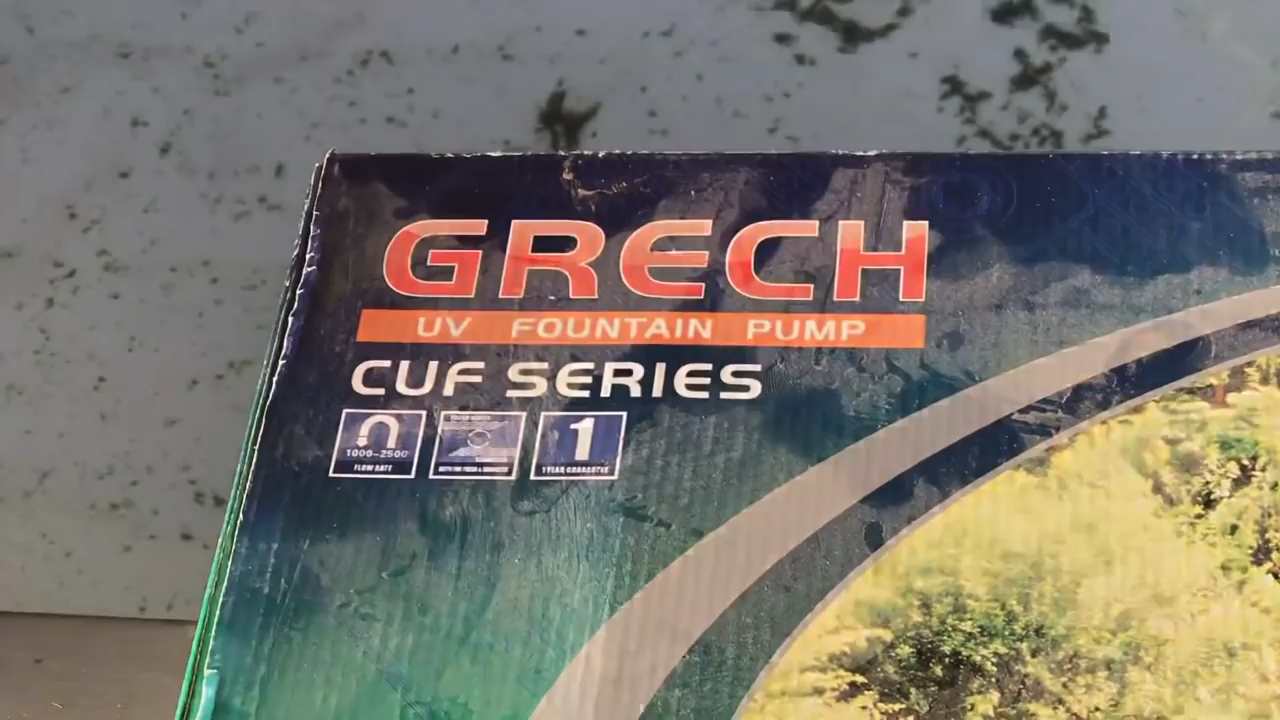 GRECH
UV FOUNTAIN PUMP
CUF SERIES
1000-2500
FLOW RATE
1
1 YEAR GUARANTEE